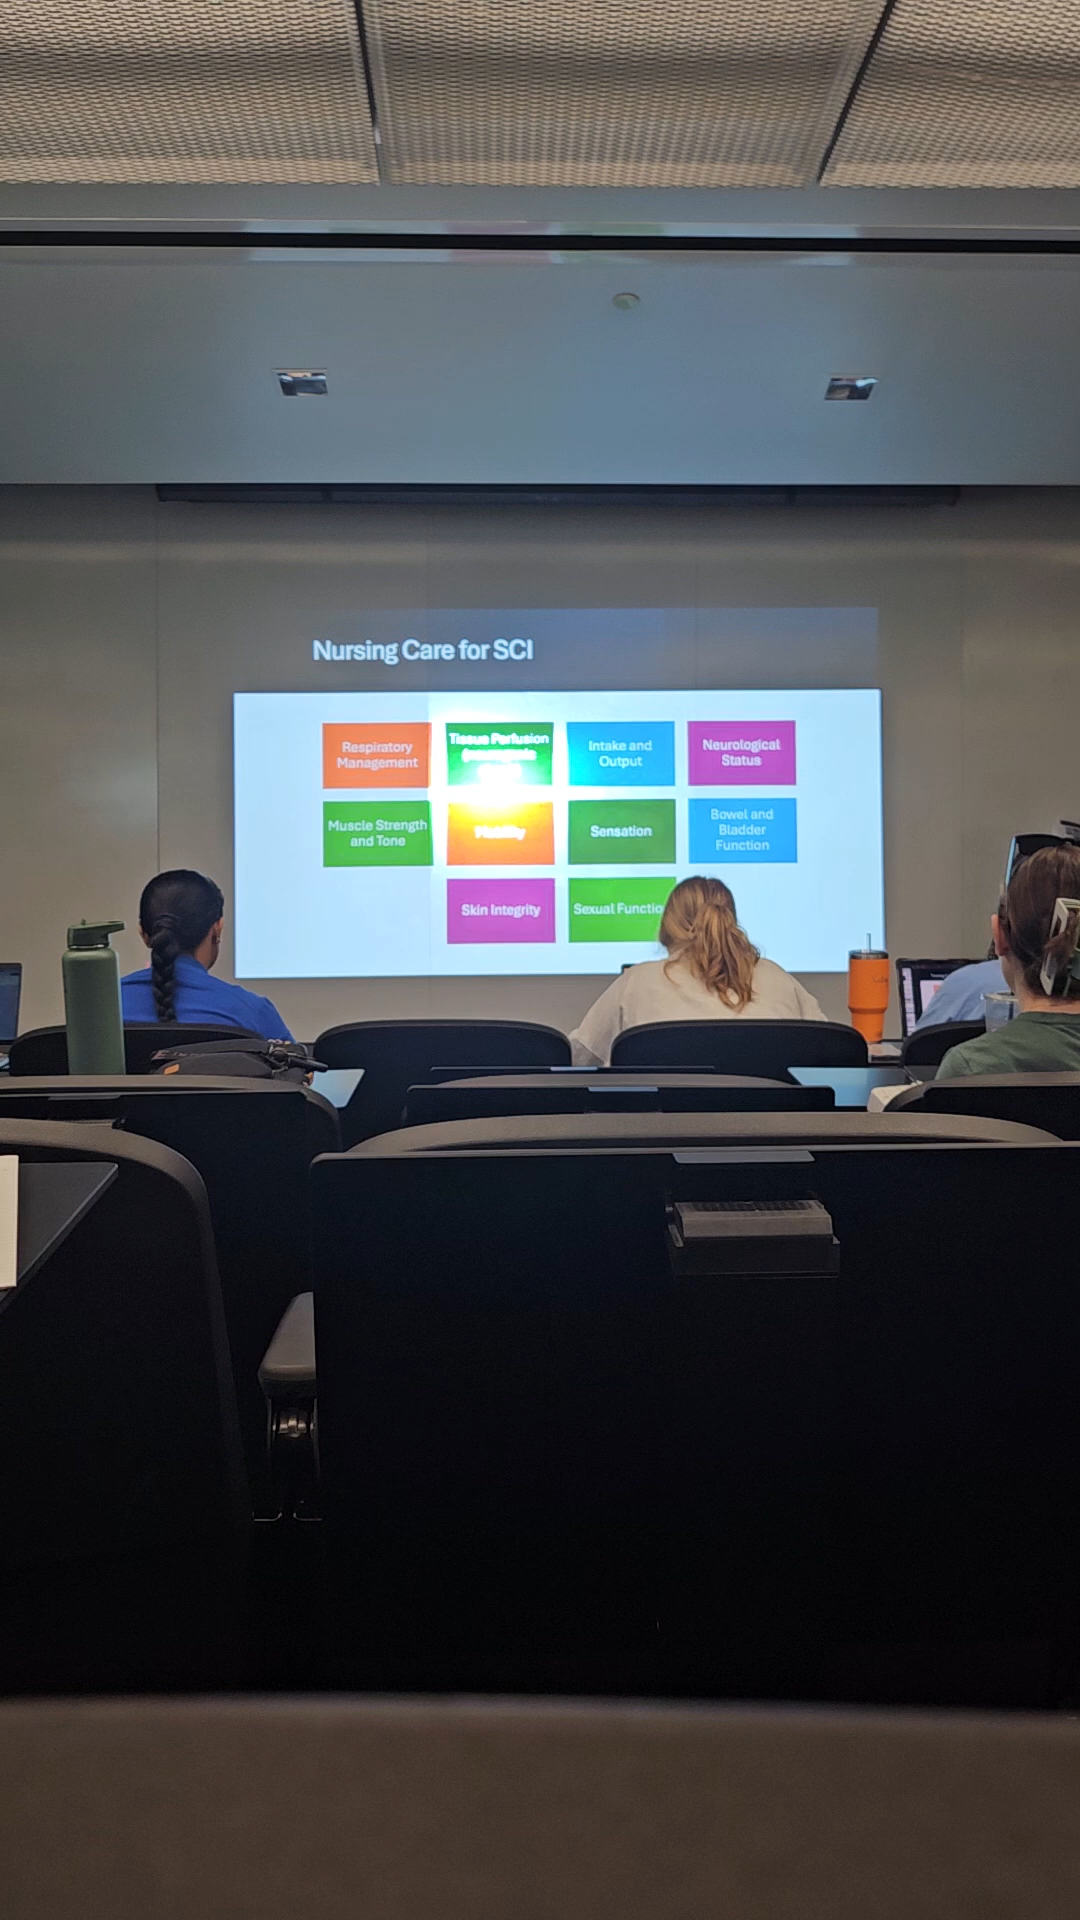 Nursing Care for SCI
Respiratory
Management
Tissue Perfusion
Intake and
Output
Neurological
Status
Muscle Strength
and Tone
Mobility
Sensation
Bowel and
Bladder
Function
Skin Integrity
Sexual Functio